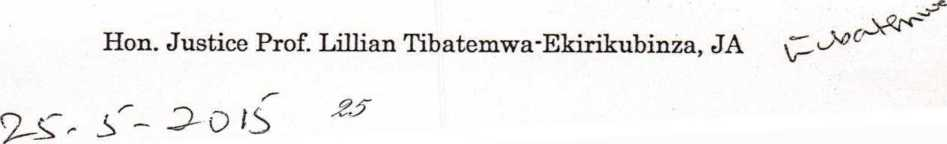 Hon. Justice Prof. Lillian Tibatemwa-Ekirikubinza, JA
25-5-2015 25